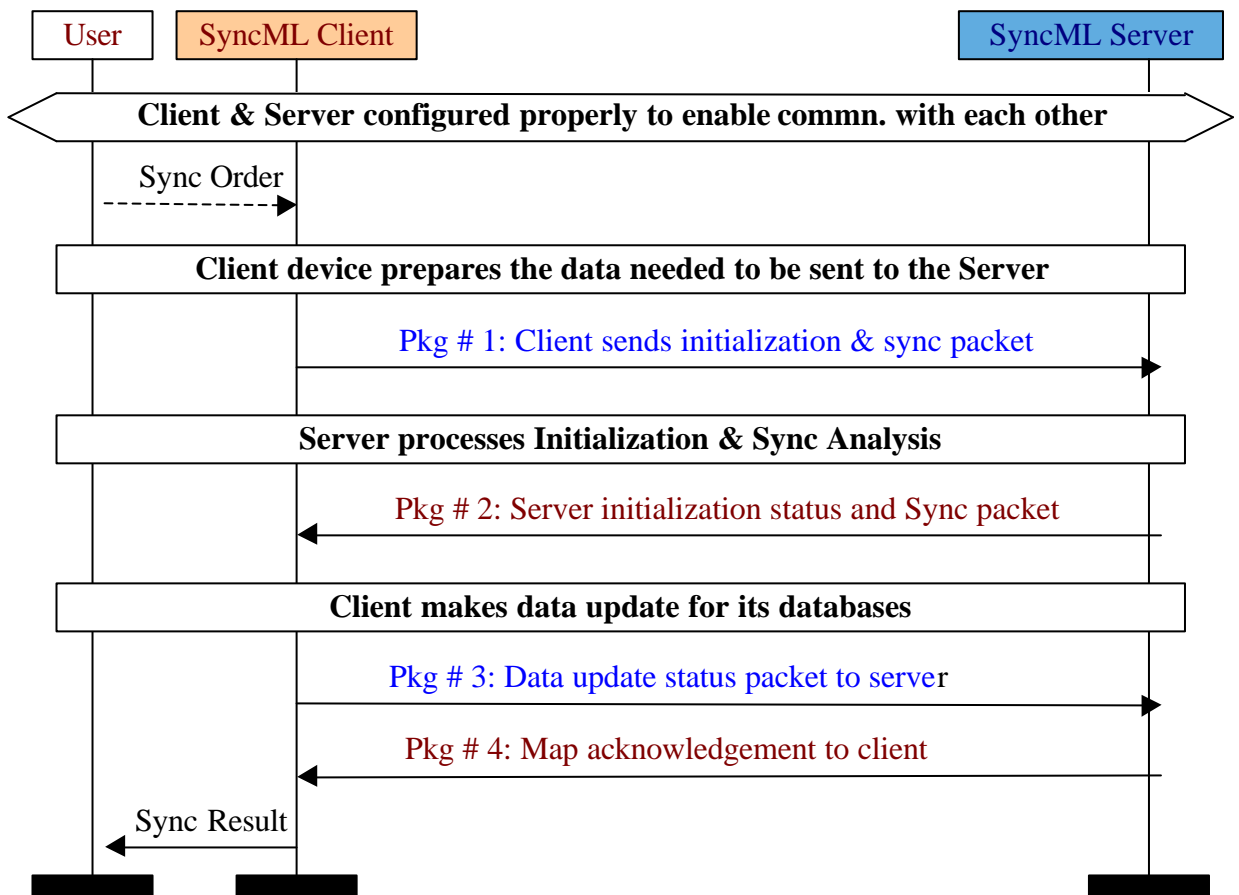 User
SyncML Client
SyncML Server
Client & Server configured properly to enable commn. with each other
Sync Order
Client device prepares the data needed to be sent to the Server
Pkg # 1: Client sends initialization & sync packet
Server processes Initialization & Sync Analysis
Pkg # 2: Server initialization status and Sync packet
Client makes data update for its databases
Pkg # 3: Data update status packet to server
Pkg # 4: Map acknowledgement to client
Sync Result